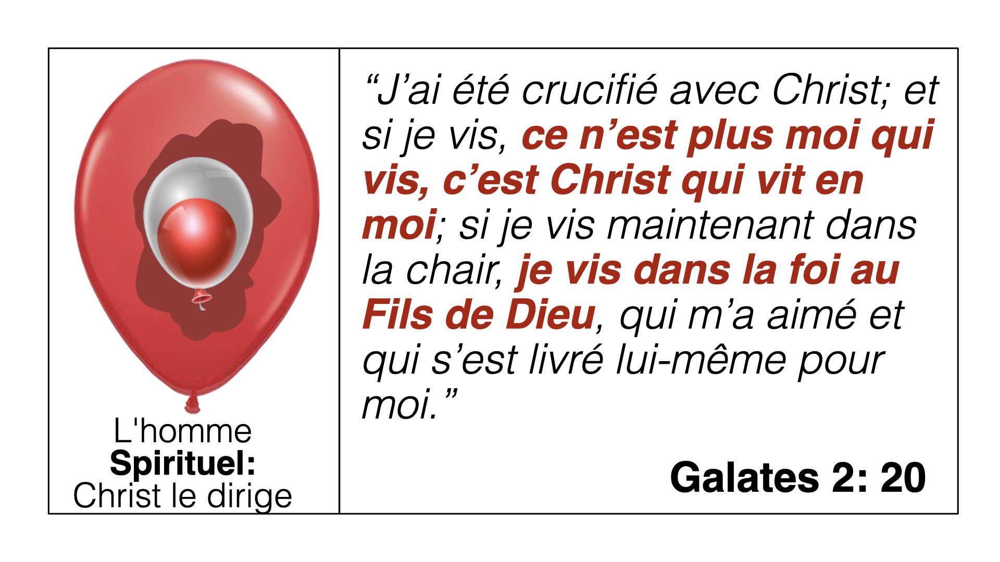 “J’ai été crucifié avec Christ; et
si je vis, ce n’est plus moi qui
vis, c’est Christ qui vit en
moi; si je vis maintenant dans
la chair, je vis dans la foi au
Fils de Dieu, qui m’a aimé et
qui s’est livré lui-même pour
moi.”
Galates 2: 20
L'homme
Spirituel:
Christ le dirige